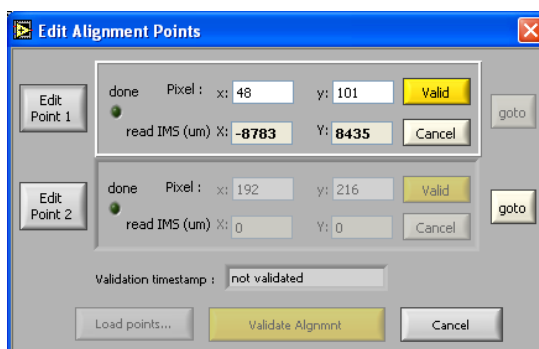 Edit Alignment Points
Edit Point 1
done Pixel : x: 48 y: 101 Valid
read IMS (um) X: -8783 Y: 8435 Cancel
goto
Edit Point 2
done Pixel : x: 192 y: 216 Valid
read IMS (um) X: 0 Y: 0 Cancel
goto
Validation timestamp : not validated
Load points... Validate Algnmnt Cancel